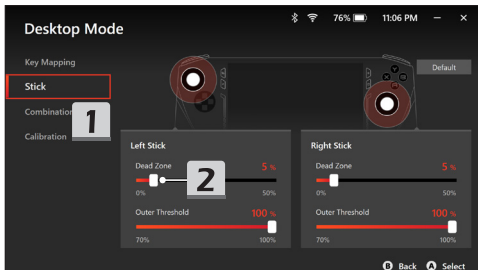 Desktop Mode
76%
11:06 PM
Key Mapping
Default
Stick
Combination
1
Calibration
Left Stick
Right Stick
Dead Zone
5 %
Dead Zone
5 %
2
0%
50%
0%
50%
Outer Threshold
100 %
Outer Threshold
100 %
70%
100%
70%
100%
B Back
A Select